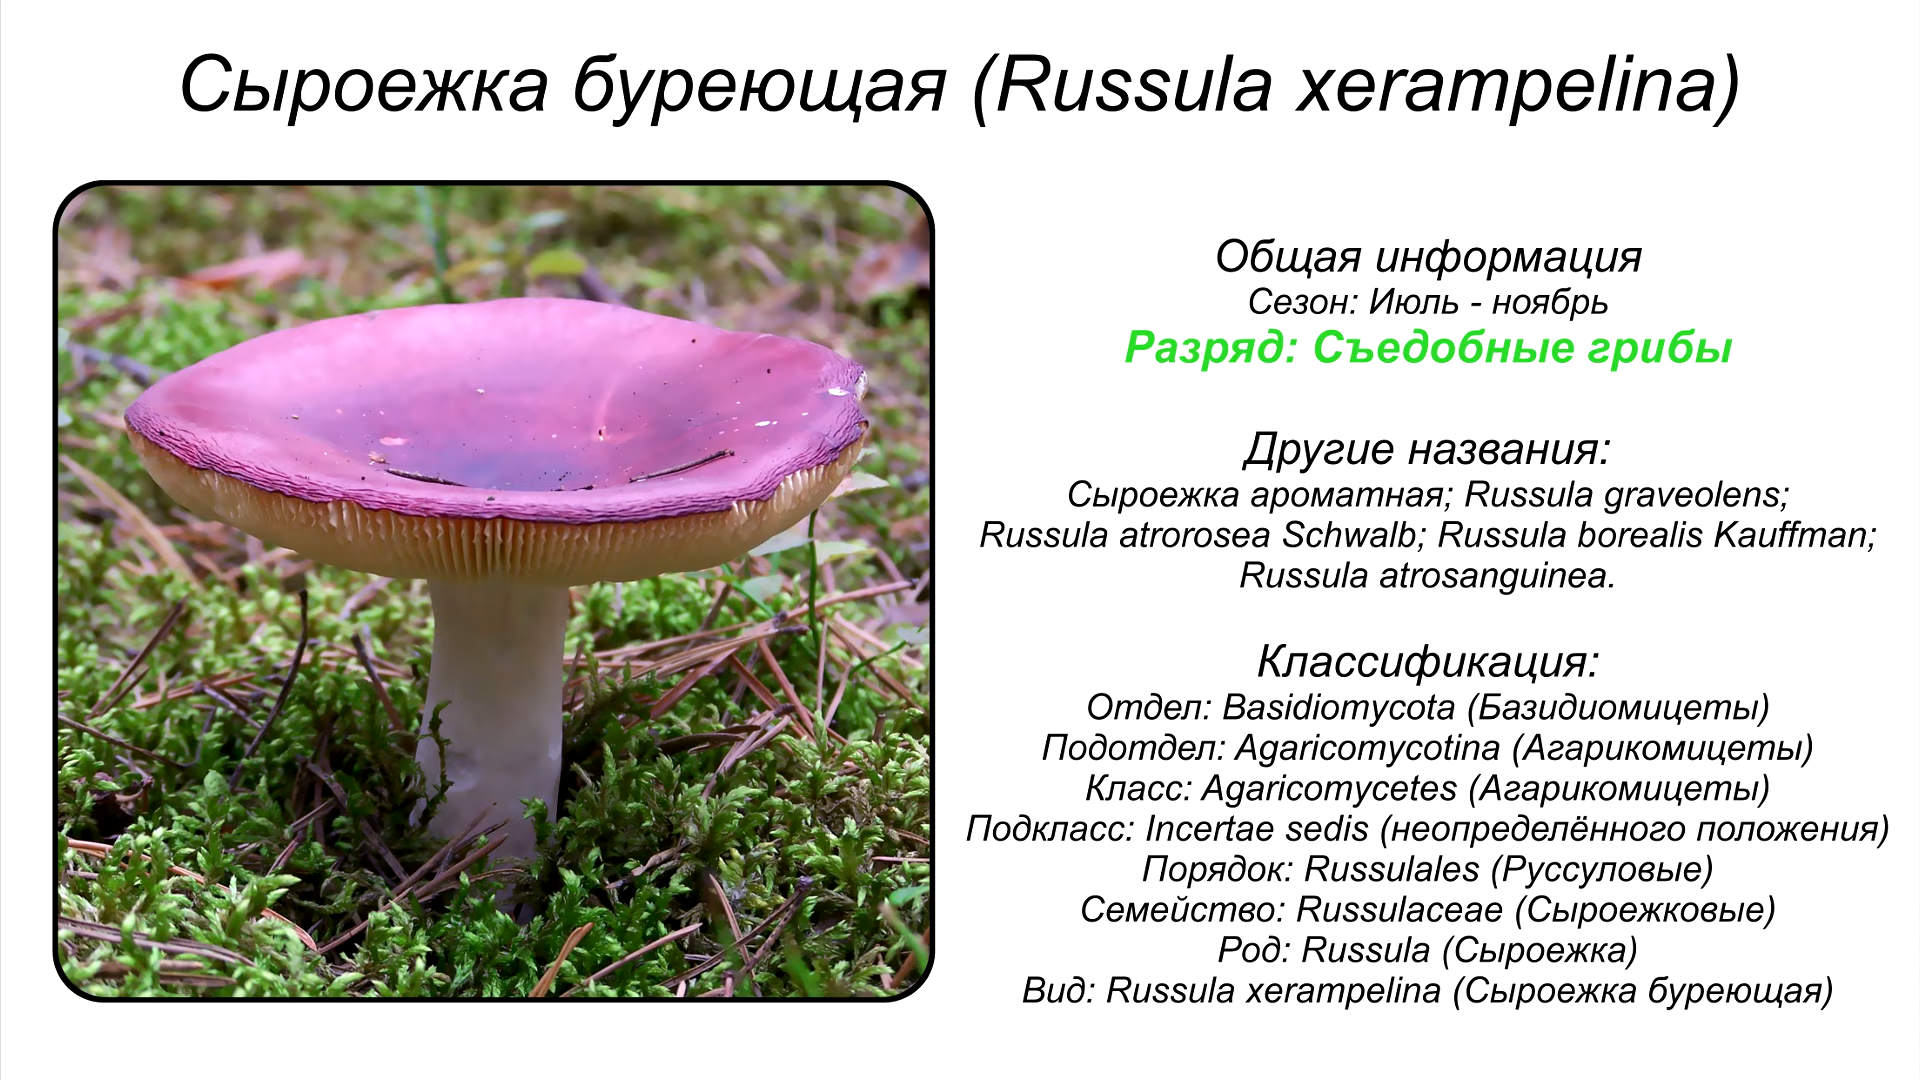 Сыроежка буреющая (Russula xerampelina)
Общая информация
Сезон: Июль - ноябрь
Разряд: Съедобные грибы
Другие названия:
Сыроежка ароматная; Russula graveolens;
Russula atrorosea Schwalb; Russula borealis Kauffman;
Russula atrosanguinea.
Классификация:
Отдел: Basidiomycota (Базидиомицеты)
Подотдел: Agaricomycotina (Агарикомицеты)
Класс: Agaricomycetes (Агарикомицеты)
Подкласс: Incertae sedis (неопределённого положения)
Порядок: Russulales (Руссуловые)
Семейство: Russulaceae (Сыроежковые)
Род: Russula (Сыроежка)
Вид: Russula xerampelina (Сыроежка буреющая)